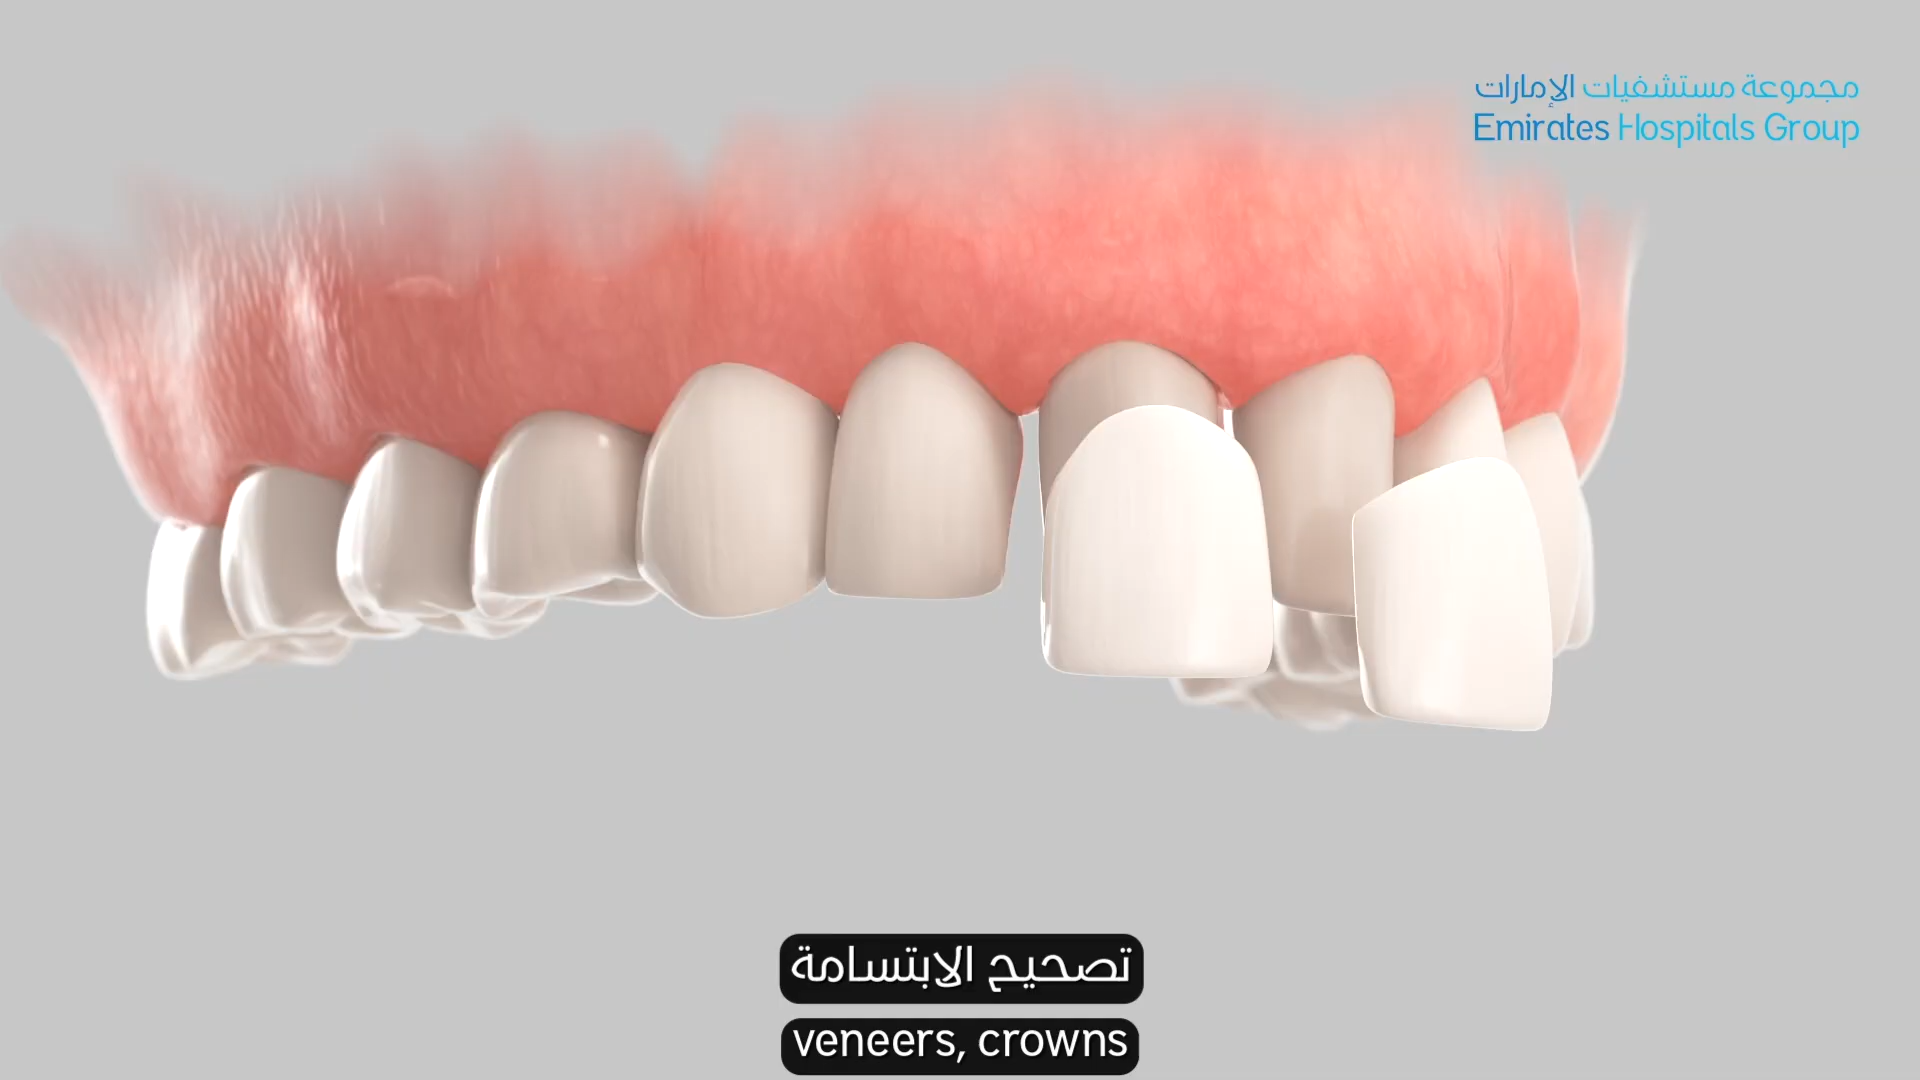 مجموعة مستشفيات الإمارات
Emirates Hospitals Group
تصحيح الابتسامة
veneers, crowns